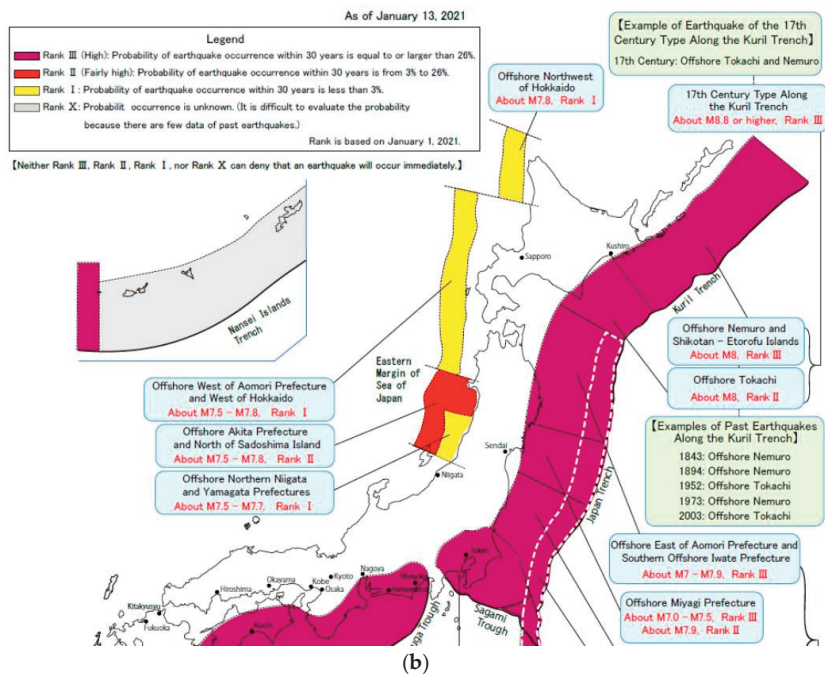 As of January 13, 2021
Legend
Rank Ⅲ (High): Probability of earthquake occurrence within 30 years is equal to or larger than 26%.
Rank Ⅱ (Fairly high): Probability of earthquake occurrence within 30 years is from 3% to 26%.
Rank Ⅰ: Probability of earthquake occurrence within 30 years is less than 3%.
Rank X: Probabilit occurrence is unknown. (It is difficult to evaluate the probability
because there are few data of past earthquakes.)
Rank is based on January 1, 2021.
【Neither Rank Ⅲ, Rank Ⅱ, Rank Ⅰ, nor Rank X can deny that an earthquake will occur immediately.】
Offshore Northwest
of Hokkaido
About M7.8, Rank Ⅰ
【Example of Earthquake of the 17th
Century Type Along the Kuril Trench】
17th Century: Offshore Tokachi and Nemuro
17th Century Type Along
the Kuril Trench
About M8.8 or higher, Rank Ⅲ
Nansei Islands
Trench
Sapporo
Kushiro
Kuril Trench
Offshore Nemuro and
Shikotan – Etorofu Islands
About M8, Rank Ⅲ
Offshore Tokachi
About M8, Rank Ⅱ
Eastern
Margin of
Sea of
Japan
Offshore West of Aomori Prefecture
and West of Hokkaido
About M7.5 – M7.8, Rank Ⅰ
Offshore Akita Prefecture
and North of Sadoshima Island
About M7.5 – M7.8, Rank Ⅱ
Offshore Northern Niigata
and Yamagata Prefectures
About M7.5 – M7.7, Rank Ⅰ
【Examples of Past Earthquakes
Along the Kuril Trench】
1843: Offshore Nemuro
1894: Offshore Nemuro
1952: Offshore Tokachi
1973: Offshore Nemuro
2003: Offshore Tokachi
Sendai
Niigata
Japan Trench
Offshore East of Aomori Prefecture and
Southern Offshore Iwate Prefecture
About M7 – M7.9, Rank Ⅲ
Offshore Miyagi Prefecture
About M7.0 – M7.5, Rank Ⅲ
About M7.9, Rank Ⅱ
Tokyo
Nagoya
Kyoto
Kobe
Osaka
Okayama
Hiroshima
Kitakyusyu
Fukuoka
Kochi
Sagami
Trough
uga Trough
(b)